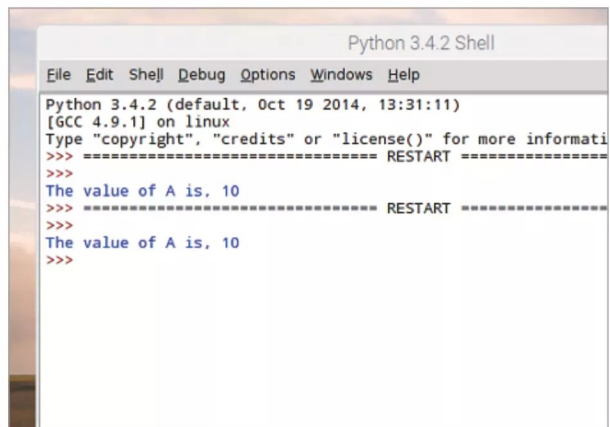 Python 3.4.2 Shell
File Edit Shell Debug Options Windows Help
Python 3.4.2 (default, Oct 19 2014, 13:31:11)
[GCC 4.9.1] on linux
Type "copyright", "credits" or "license()" for more informati
>>> ================================ RESTART ================
>>>
The value of A is, 10
>>> ================================ RESTART ================
>>>
The value of A is, 10
>>>